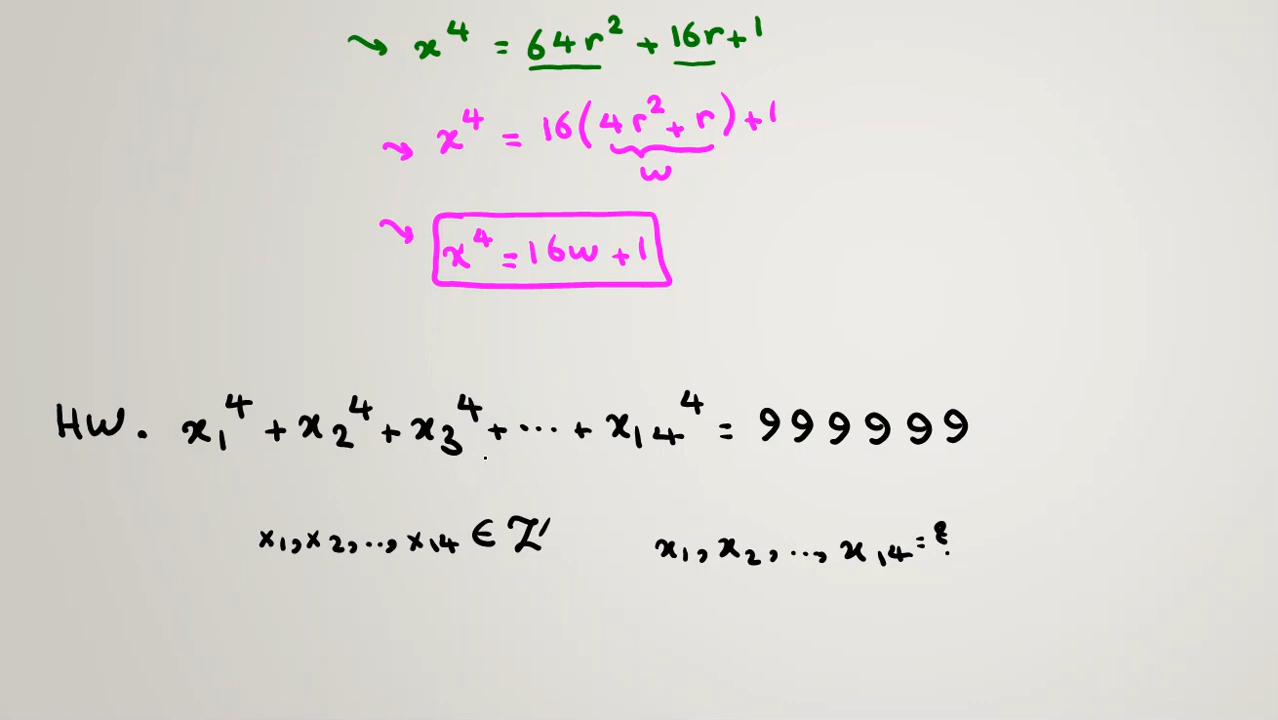 ↝ x⁴ = 64r² + 16r + 1
↝ x⁴ = 16(4r² + r) + 1
w
↝ x⁴ = 16w + 1
HW. x₁⁴ + x₂⁴ + x₃⁴ + ... + x₁₄⁴ = 999999
x₁, x₂, .., x₁₄ ∈ ℤ x₁, x₂, .., x₁₄ = ?